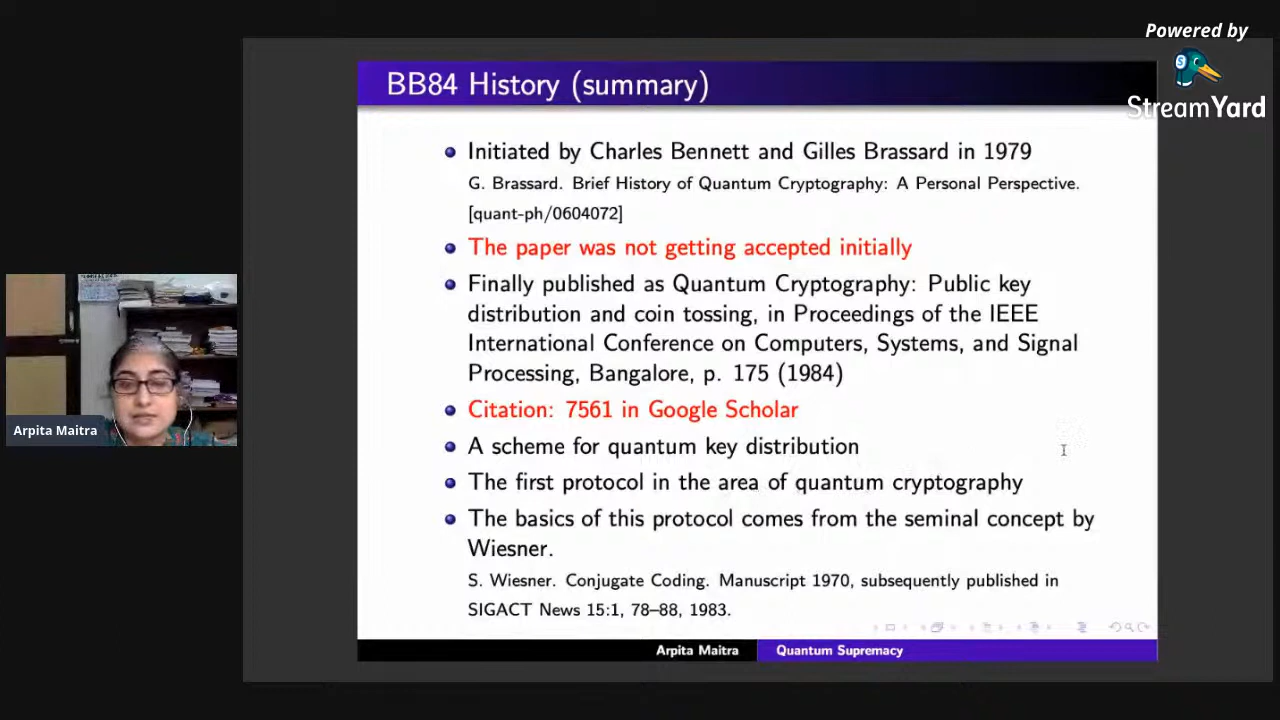 Powered by
StreamYard
BB84 History (summary)
Initiated by Charles Bennett and Gilles Brassard in 1979
G. Brassard. Brief History of Quantum Cryptography: A Personal Perspective.
[quant-ph/0604072]
The paper was not getting accepted initially
Finally published as Quantum Cryptography: Public key
distribution and coin tossing, in Proceedings of the IEEE
International Conference on Computers, Systems, and Signal
Processing, Bangalore, p. 175 (1984)
Citation: 7561 in Google Scholar
A scheme for quantum key distribution
The first protocol in the area of quantum cryptography
The basics of this protocol comes from the seminal concept by
Wiesner.
S. Wiesner. Conjugate Coding. Manuscript 1970, subsequently published in
SIGACT News 15:1, 78–88, 1983.
Arpita Maitra
Arpita Maitra Quantum Supremacy